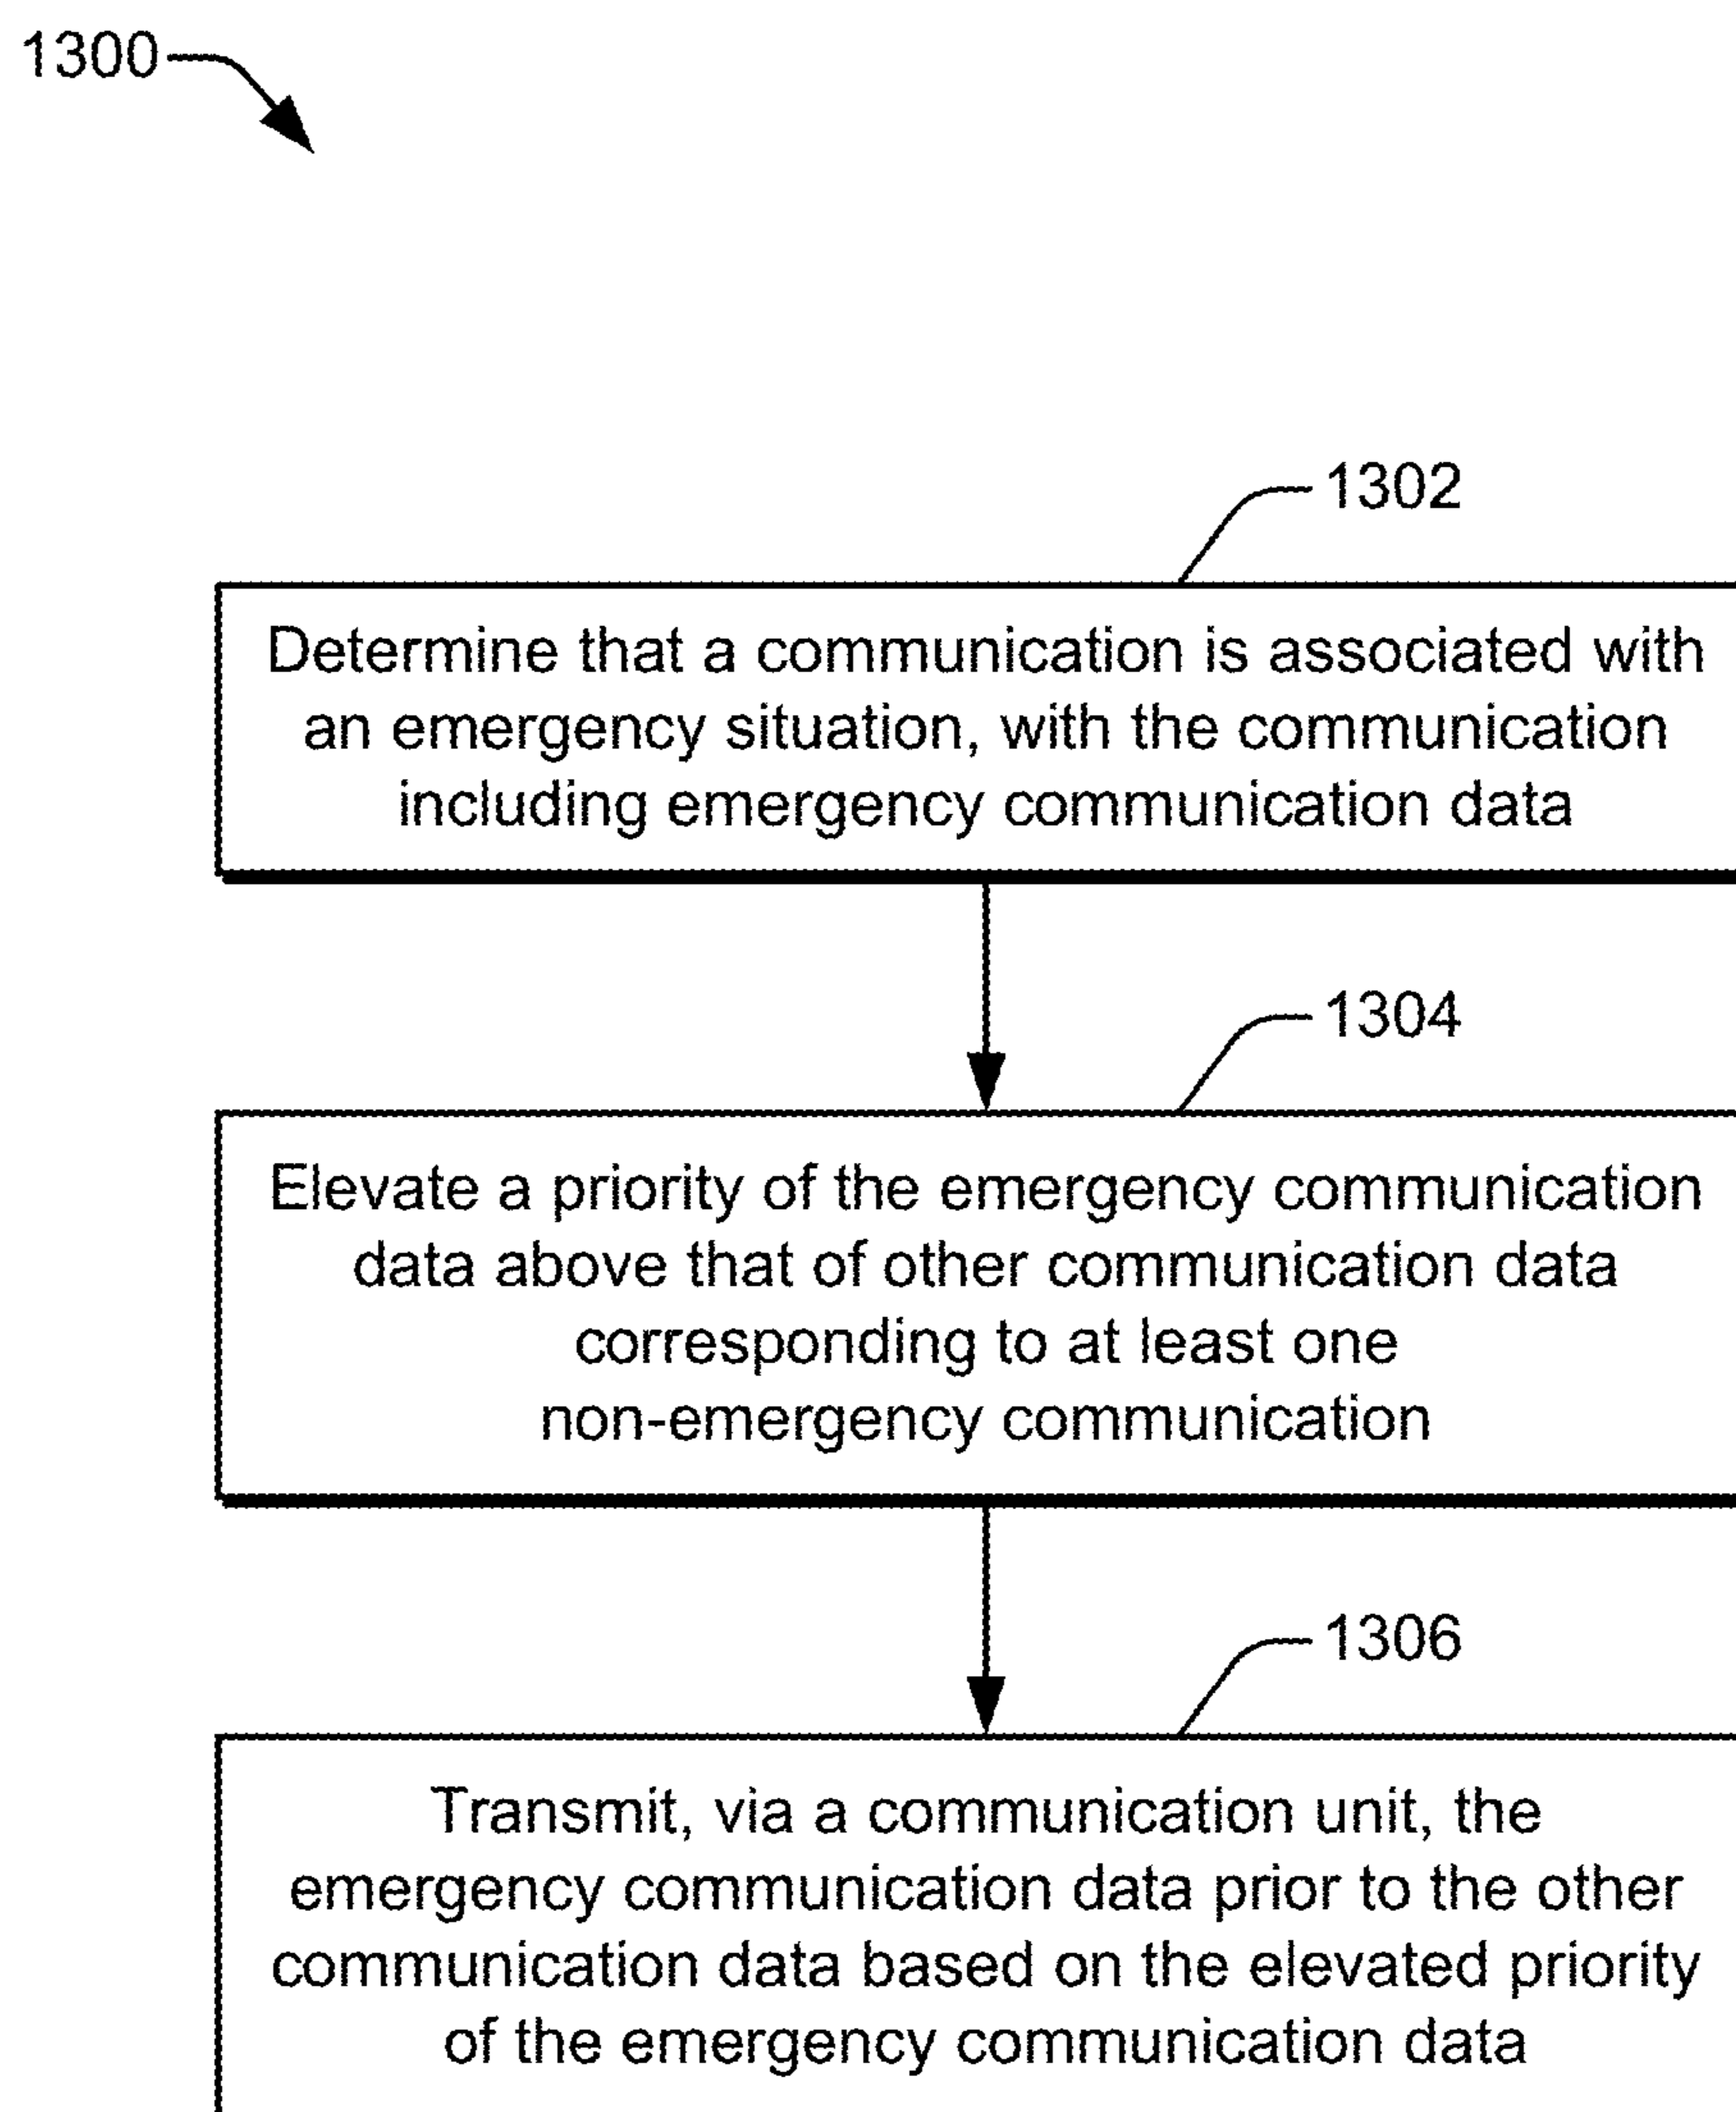 1300
1302
Determine that a communication is associated with
an emergency situation, with the communication
including emergency communication data
1304
Elevate a priority of the emergency communication
data above that of other communication data
corresponding to at least one
non-emergency communication
1306
Transmit, via a communication unit, the
emergency communication data prior to the other
communication data based on the elevated priority
of the emergency communication data